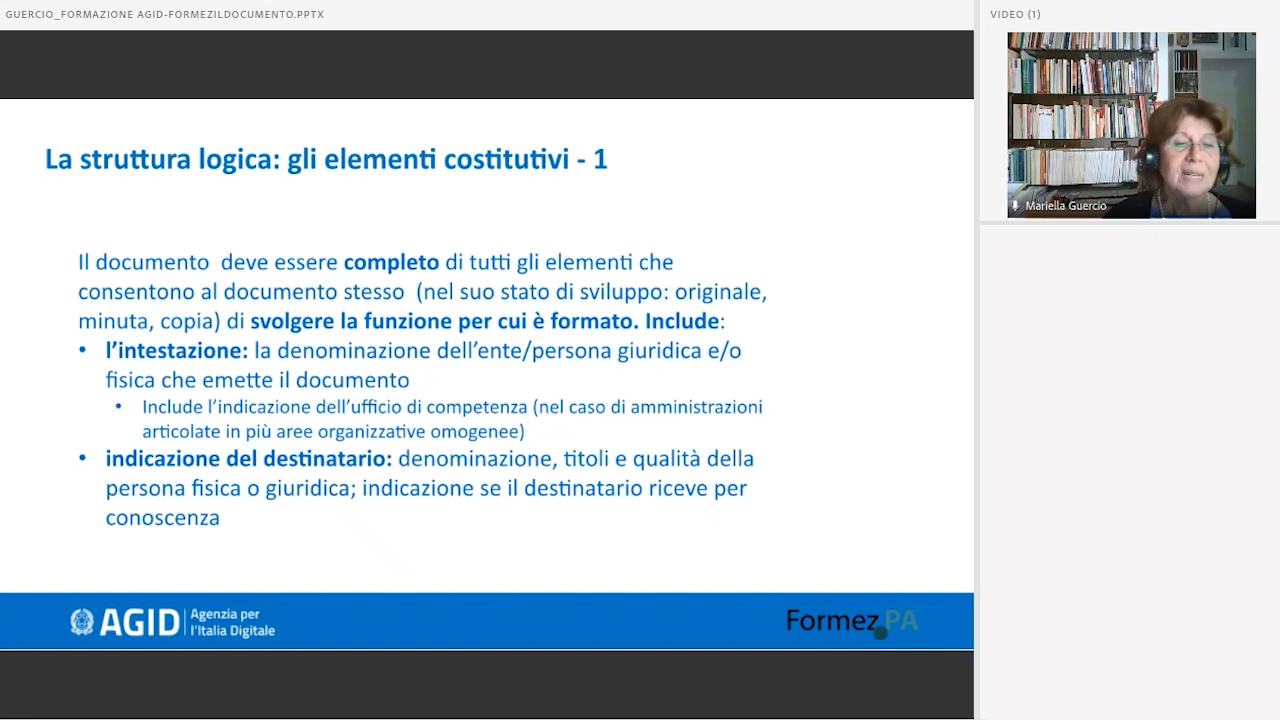 GUERCIO_FORMAZIONE AGID-FORMEZILDOCUMENTO.PPTX
VIDEO (1)
Mariella Guercio
La struttura logica: gli elementi costitutivi - 1
Il documento  deve essere completo di tutti gli elementi che
consentono al documento stesso  (nel suo stato di sviluppo: originale,
minuta, copia) di svolgere la funzione per cui è formato. Include:
• l’intestazione: la denominazione dell’ente/persona giuridica e/o
fisica che emette il documento
• Include l’indicazione dell’ufficio di competenza (nel caso di amministrazioni
articolate in più aree organizzative omogenee)
• indicazione del destinatario: denominazione, titoli e qualità della
persona fisica o giuridica; indicazione se il destinatario riceve per
conoscenza
AGID
Agenzia per
l’Italia Digitale
Formez PA